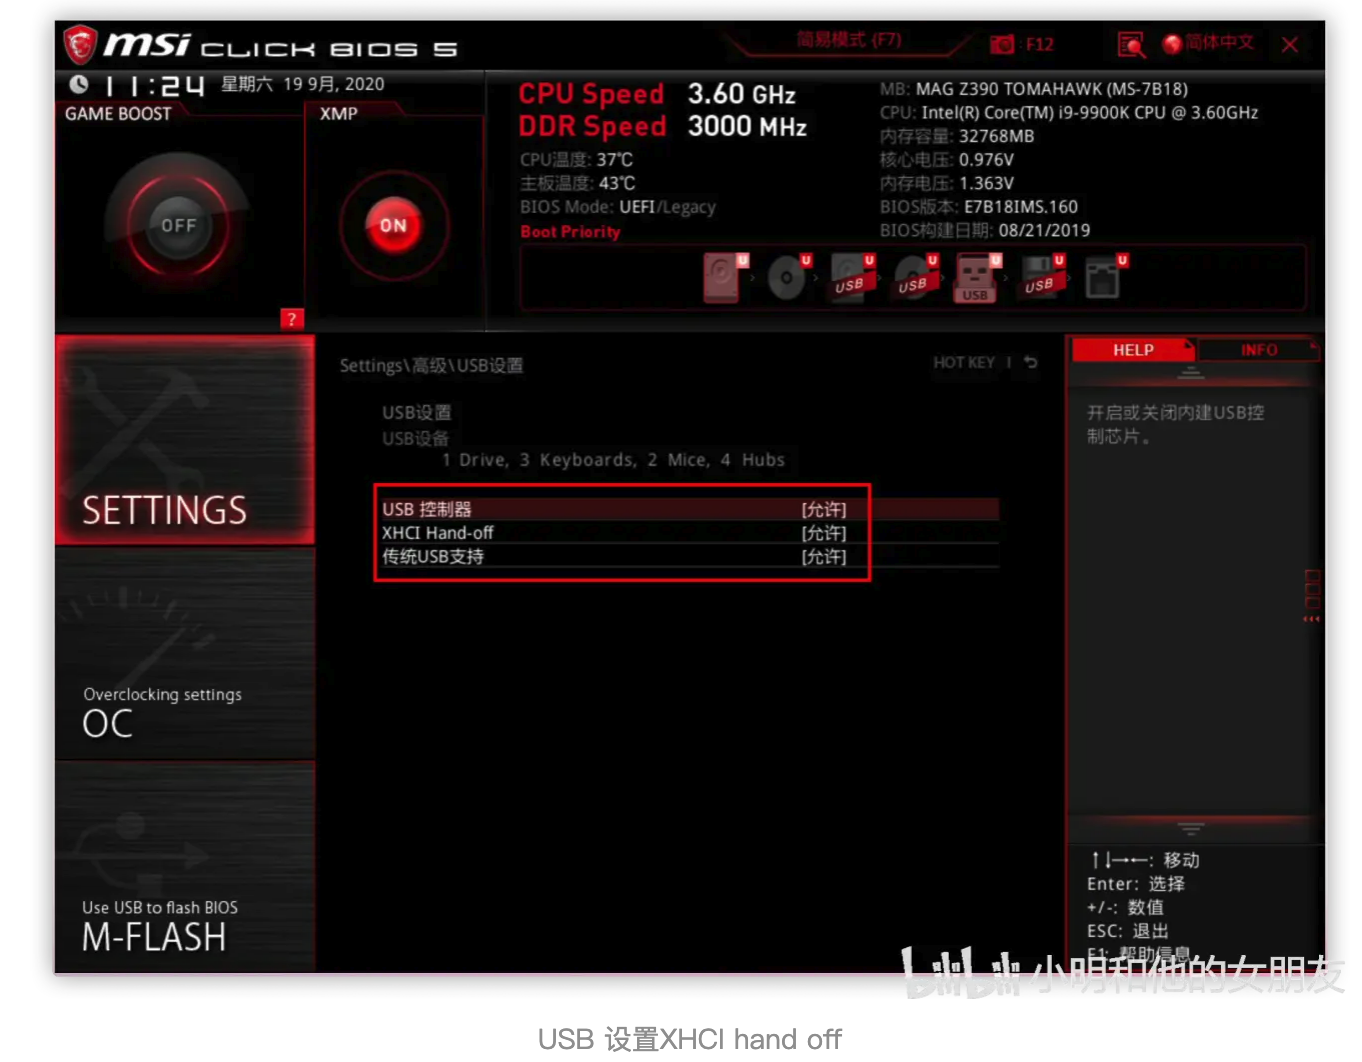 msi CLICK BIOS 5
简易模式 (F7)
: F12
简体中文
X
11:24 星期六 19 9月, 2020
GAME BOOST
XMP
OFF
ON
?
CPU Speed 3.60 GHz
DDR Speed 3000 MHz
CPU温度: 37℃
主板温度: 43℃
BIOS Mode: UEFI/Legacy
Boot Priority
MB: MAG Z390 TOMAHAWK (MS-7B18)
CPU: Intel(R) Core(TM) i9-9900K CPU @ 3.60GHz
内存容量: 32768MB
核心电压: 0.976V
内存电压: 1.363V
BIOS版本: E7B18IMS.160
BIOS构建日期: 08/21/2019
U U U USB U USB U USB U USB U
SETTINGS
Overclocking settings
OC
Use USB to flash BIOS
M-FLASH
Settings\高级\USB设置
HOT KEY
USB设置
USB设备
1 Drive, 3 Keyboards, 2 Mice, 4 Hubs
USB 控制器 [允许]
XHCI Hand-off [允许]
传统USB支持 [允许]
HELP
INFO
开启或关闭内建USB控
制芯片。
↑↓→←: 移动
Enter: 选择
+/-: 数值
ESC: 退出
F1: 帮助信息
bilibili 小明和他的女朋友
USB 设置XHCI hand off